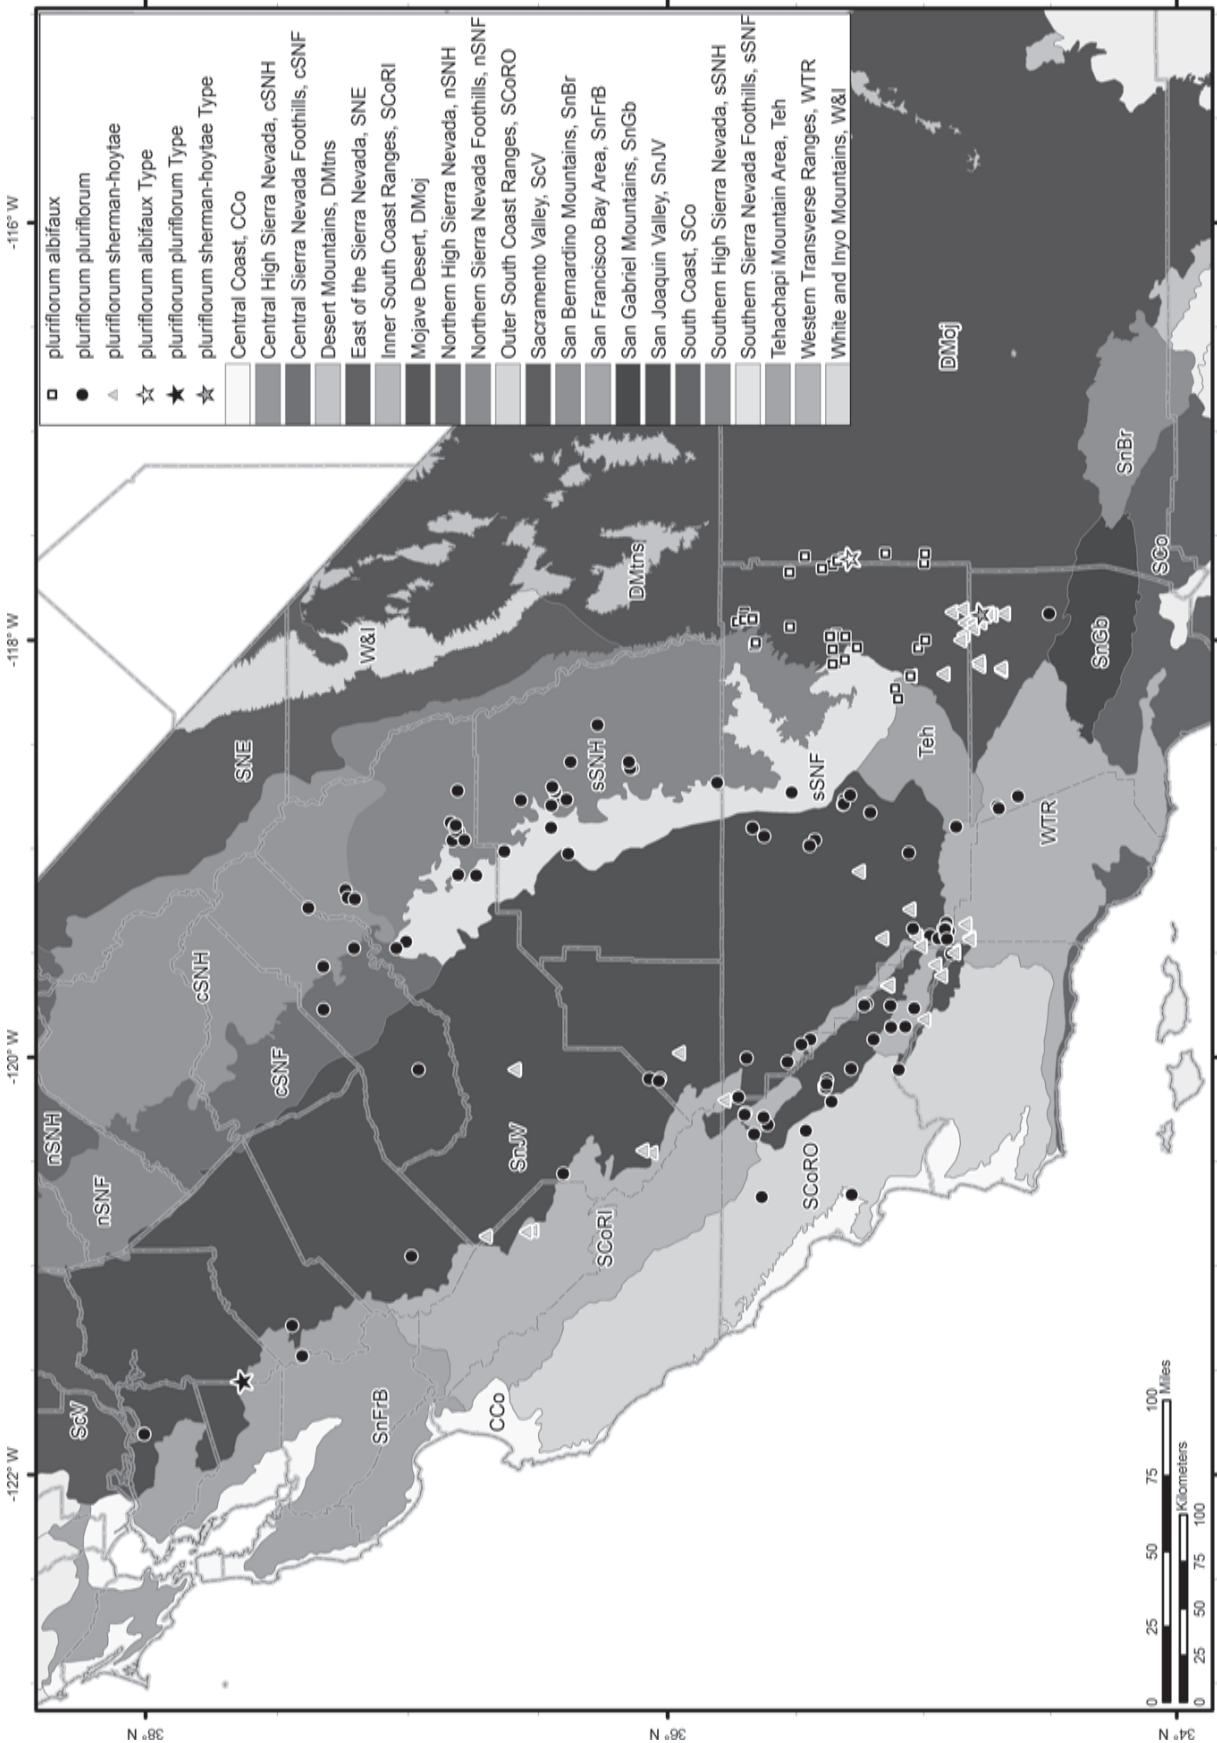 pluriflorum albifaux
pluriflorum pluriflorum
pluriflorum sherman-hoytae
pluriflorum albifaux Type
pluriflorum pluriflorum Type
pluriflorum sherman-hoytae Type
Central Coast, CCo
Central High Sierra Nevada, cSNH
Central Sierra Nevada Foothills, cSNF
Desert Mountains, DMtns
East of the Sierra Nevada, SNE
Inner South Coast Ranges, SCoRI
Mojave Desert, DMoj
Northern High Sierra Nevada, nSNH
Northern Sierra Nevada Foothills, nSNF
Outer South Coast Ranges, SCoRO
Sacramento Valley, ScV
San Bernardino Mountains, SnBr
San Francisco Bay Area, SnFrB
San Gabriel Mountains, SnGb
San Joaquin Valley, SnJV
South Coast, SCo
Southern High Sierra Nevada, sSNH
Southern Sierra Nevada Foothills, sSNF
Tehachapi Mountain Area, Teh
Western Transverse Ranges, WTR
White and Inyo Mountains, W&I
-122° W
-120° W
-118° W
-116° W
38° N
36° N
34° N
ScV
nSNF
nSNH
cSNH
cSNF
SNE
W&I
DMtns
SnFrB
SnJV
sSNH
CCo
SCoRI
SCoRO
sSNF
Teh
DMoj
WTR
SnGb
SnBr
SCo
0 25 50 75 100
Miles
Kilometers
0 25 50 75 100